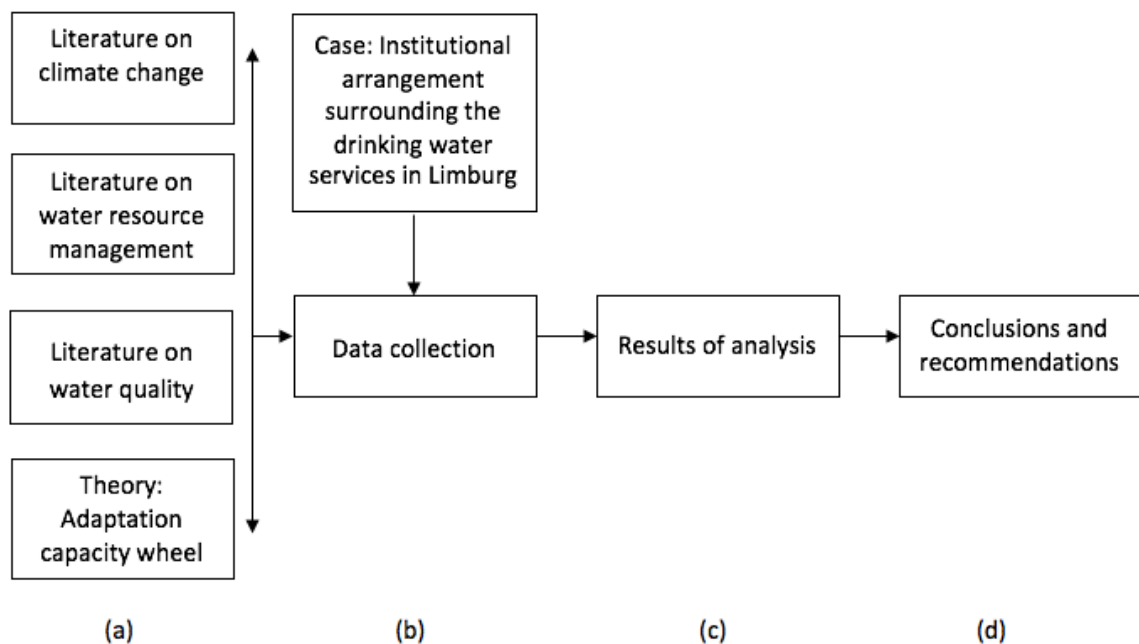 Literature on
climate change
Literature on
water resource
management
Literature on
water quality
Theory:
Adaptation
capacity wheel
Case: Institutional
arrangement
surrounding the
drinking water
services in Limburg
Data collection
Results of analysis
Conclusions and
recommendations
(a)
(b)
(c)
(d)